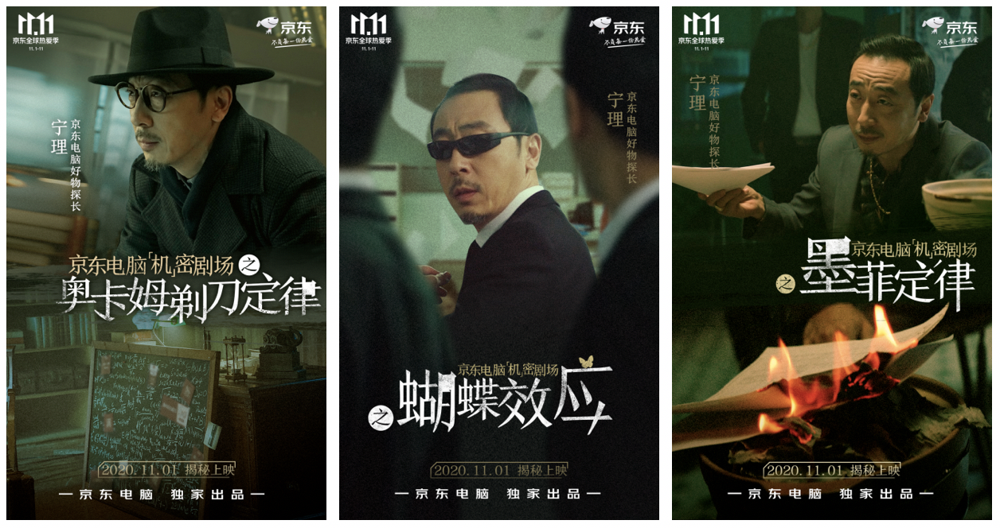 11.11
京东全球热爱季
11.1-11
京东
不负每一份热爱
宁理
京东电脑好物探长
京东电脑「机」密剧场之
奥卡姆剃刀定律
2020.11.01 揭秘上映
京东电脑 独家出品
11.11
京东全球热爱季
11.1-11
京东
不负每一份热爱
宁理
京东电脑好物探长
京东电脑「机」密剧场
之蝴蝶效应
2020.11.01 揭秘上映
京东电脑 独家出品
11.11
京东全球热爱季
11.1-11
京东
不负每一份热爱
宁理
京东电脑好物探长
京东电脑「机」密剧场
之墨菲定律
2020.11.01 揭秘上映
京东电脑 独家出品